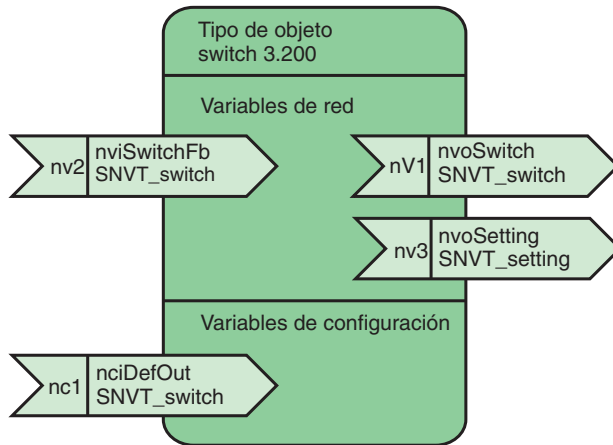 Tipo de objeto
switch 3.200
Variables de red
nv2
nviSwitchFb
SNVT_switch
nV1
nvoSwitch
SNVT_switch
nv3
nvoSetting
SNVT_setting
Variables de configuración
nc1
nciDefOut
SNVT_switch